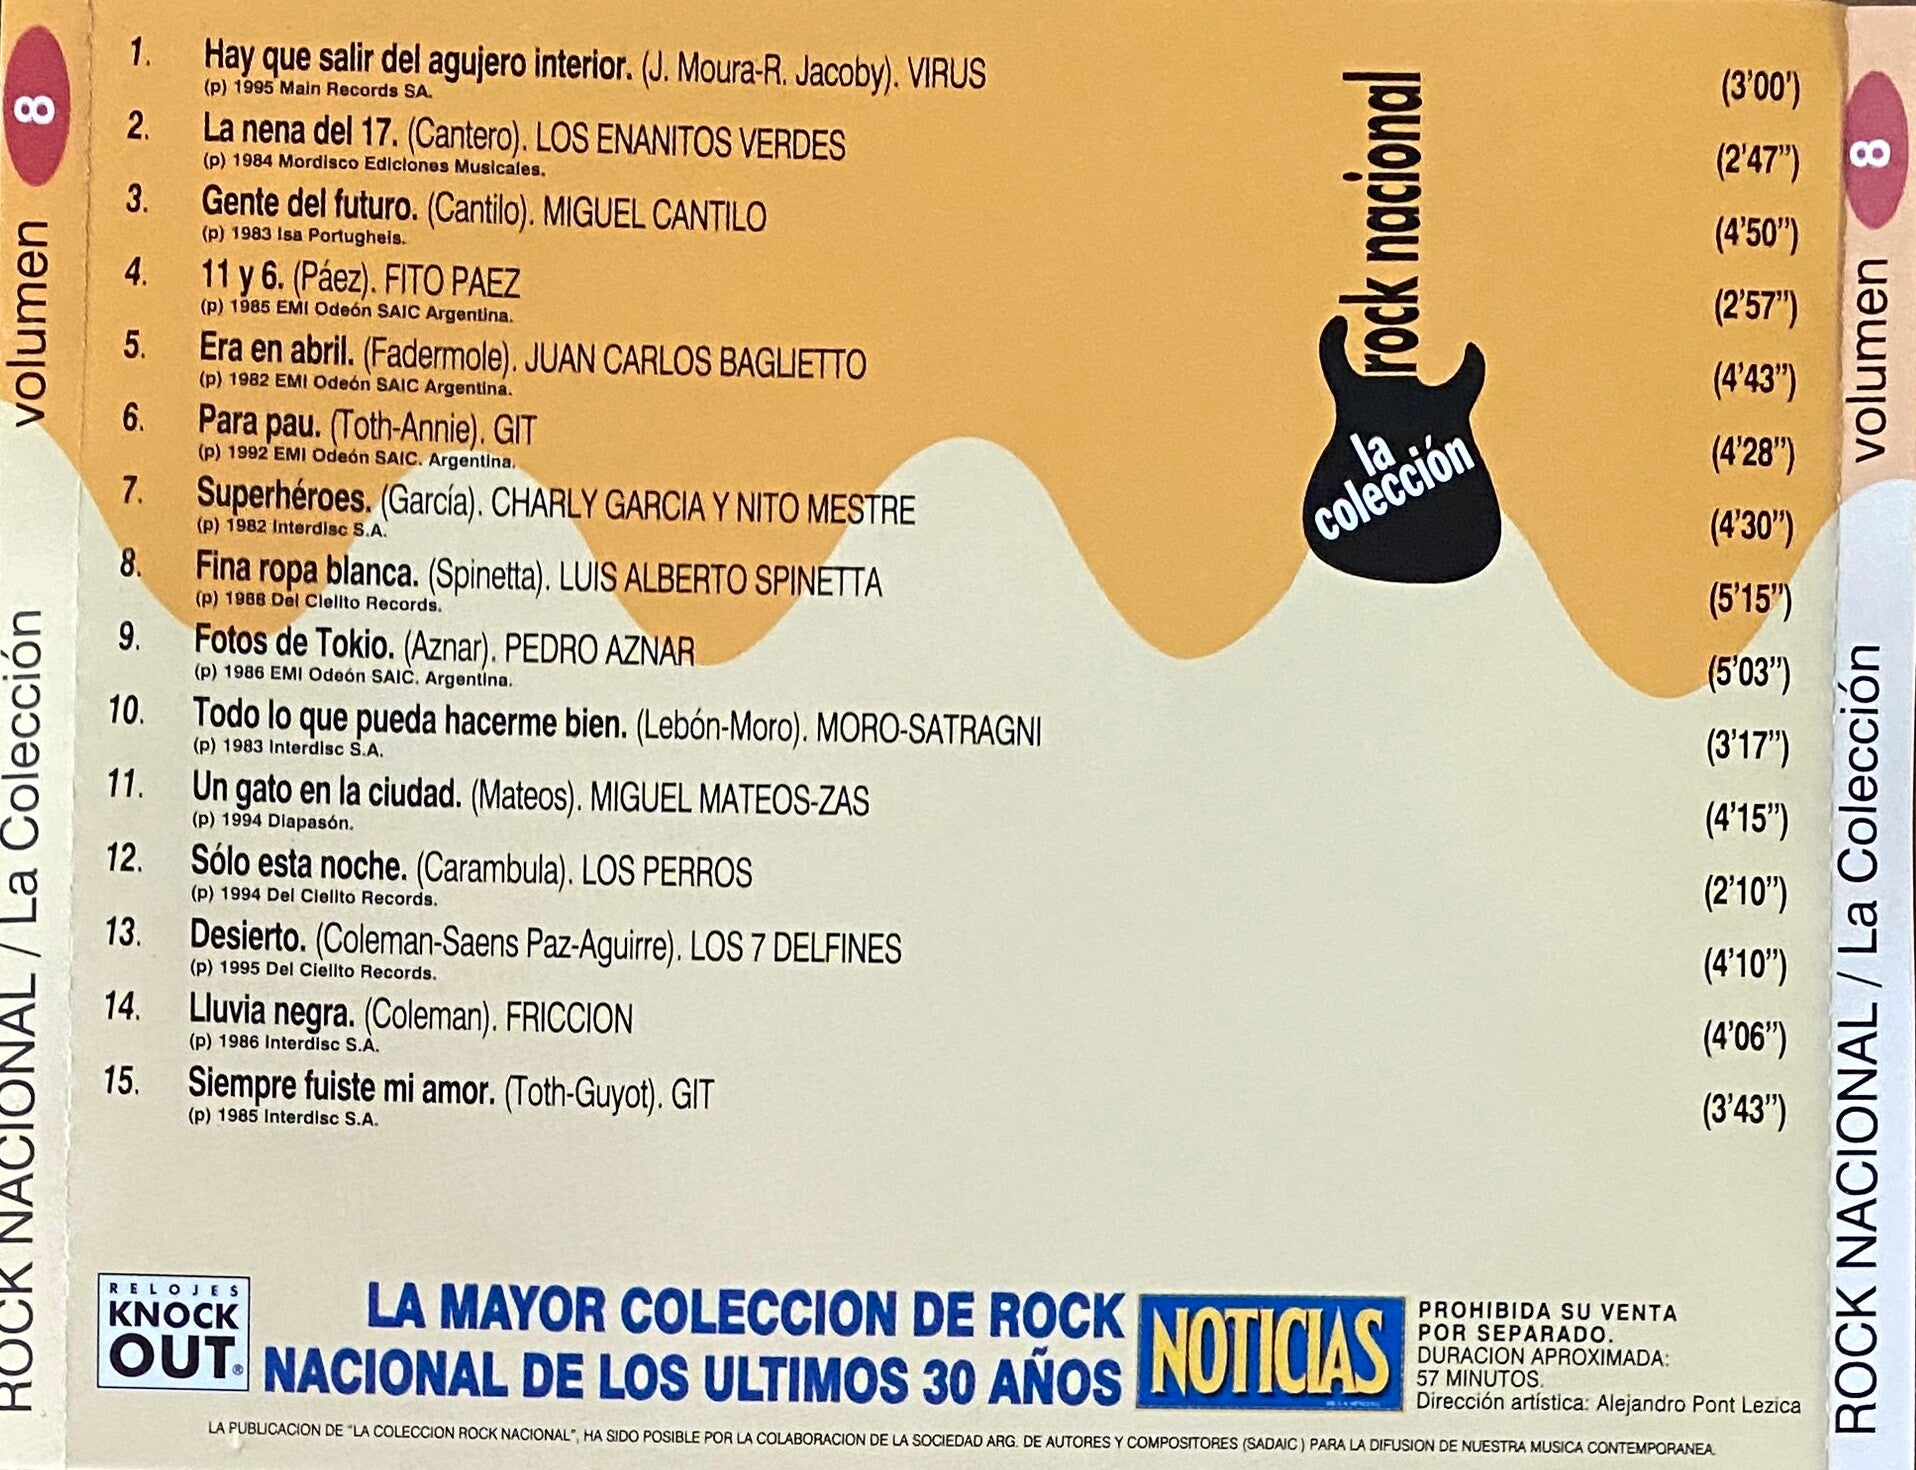 1. Hay que salir del agujero interior. (J. Moura-R. Jacoby). VIRUS (3'00')
(p) 1995 Main Records SA.
2. La nena del 17. (Cantero). LOS ENANITOS VERDES (2'47")
(p) 1984 Mordisco Ediciones Musicales.
3. Gente del futuro. (Cantilo). MIGUEL CANTILO (4'50")
(p) 1983 Isa Portugheis.
4. 11 y 6. (Páez). FITO PAEZ (2'57")
(p) 1985 EMI Odeón SAIC Argentina.
5. Era en abril. (Fadermole). JUAN CARLOS BAGLIETTO (4'43")
(p) 1982 EMI Odeón SAIC Argentina.
6. Para pau. (Toth-Annie). GIT (4'28")
(p) 1992 EMI Odeón SAIC. Argentina.
7. Superhéroes. (García). CHARLY GARCIA Y NITO MESTRE (4'30")
(p) 1982 Interdisc S.A.
8. Fina ropa blanca. (Spinetta). LUIS ALBERTO SPINETTA (5'15")
(p) 1988 Del Cielito Records.
9. Fotos de Tokio. (Aznar). PEDRO AZNAR (5'03")
(p) 1986 EMI Odeón SAIC. Argentina.
10. Todo lo que pueda hacerme bien. (Lebón-Moro). MORO-SATRAGNI (3'17")
(p) 1983 Interdisc S.A.
11. Un gato en la ciudad. (Mateos). MIGUEL MATEOS-ZAS (4'15")
(p) 1994 Diapasón.
12. Sólo esta noche. (Carambula). LOS PERROS (2'10")
(p) 1994 Del Cielito Records.
13. Desierto. (Coleman-Saens Paz-Aguirre). LOS 7 DELFINES (4'10")
(p) 1995 Del Cielito Records.
14. Lluvia negra. (Coleman). FRICCION (4'06")
(p) 1986 Interdisc S.A.
15. Siempre fuiste mi amor. (Toth-Guyot). GIT (3'43")
(p) 1985 Interdisc S.A.
rock nacional
la
colección
RELOJES
KNOCK
OUT®
LA MAYOR COLECCION DE ROCK
NACIONAL DE LOS ULTIMOS 30 AÑOS
NOTICIAS
PROHIBIDA SU VENTA
POR SEPARADO.
DURACION APROXIMADA:
57 MINUTOS.
Dirección artística: Alejandro Pont Lezica
LA PUBLICACION DE "LA COLECCION ROCK NACIONAL", HA SIDO POSIBLE POR LA COLABORACION DE LA SOCIEDAD ARG. DE AUTORES Y COMPOSITORES (SADAIC) PARA LA DIFUSION DE NUESTRA MUSICA CONTEMPORANEA.
ROCK NACIONAL / La Colección volumen 8
ROCK NACIONAL / La Colección volumen 8